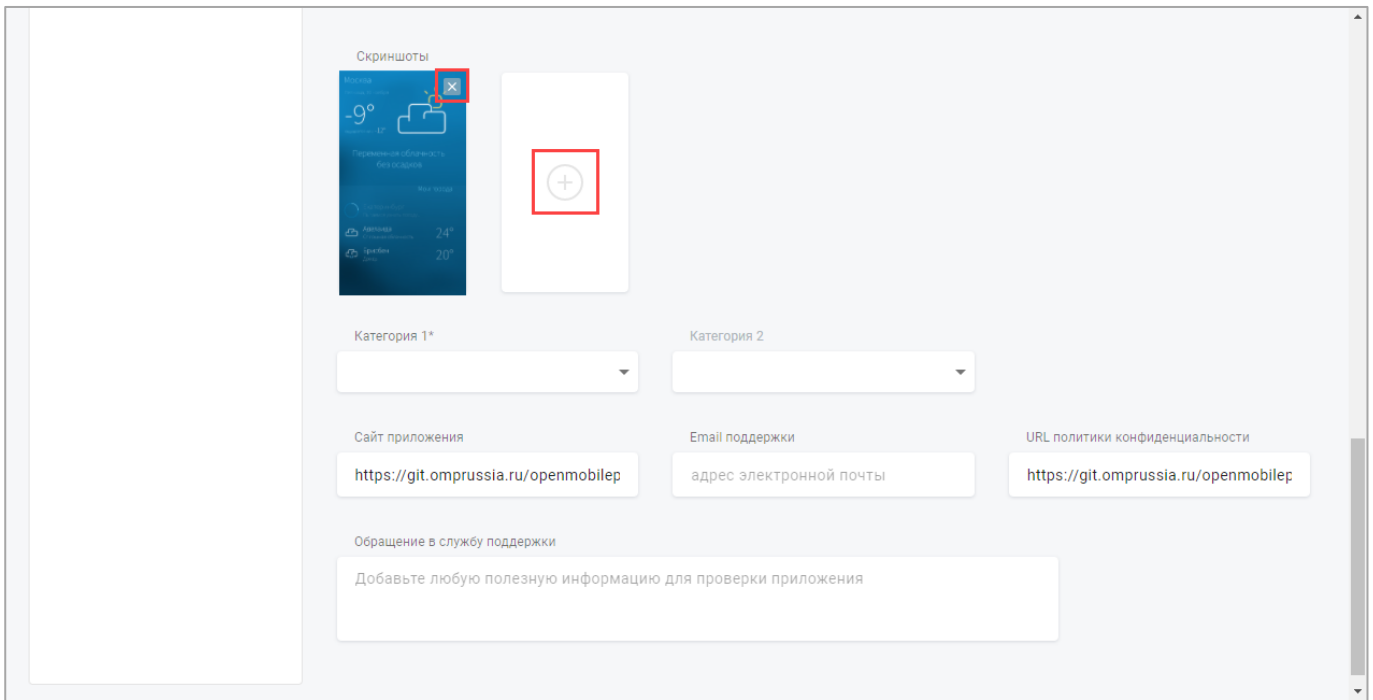 Скриншоты
Москва
-9°
Переменная облачность
без осадков
24°
20°
Категория 1*
Категория 2
Сайт приложения
Email поддержки
URL политики конфиденциальности
https://git.omprussia.ru/openmobilep
адрес электронной почты
https://git.omprussia.ru/openmobilep
Обращение в службу поддержки
Добавьте любую полезную информацию для проверки приложения